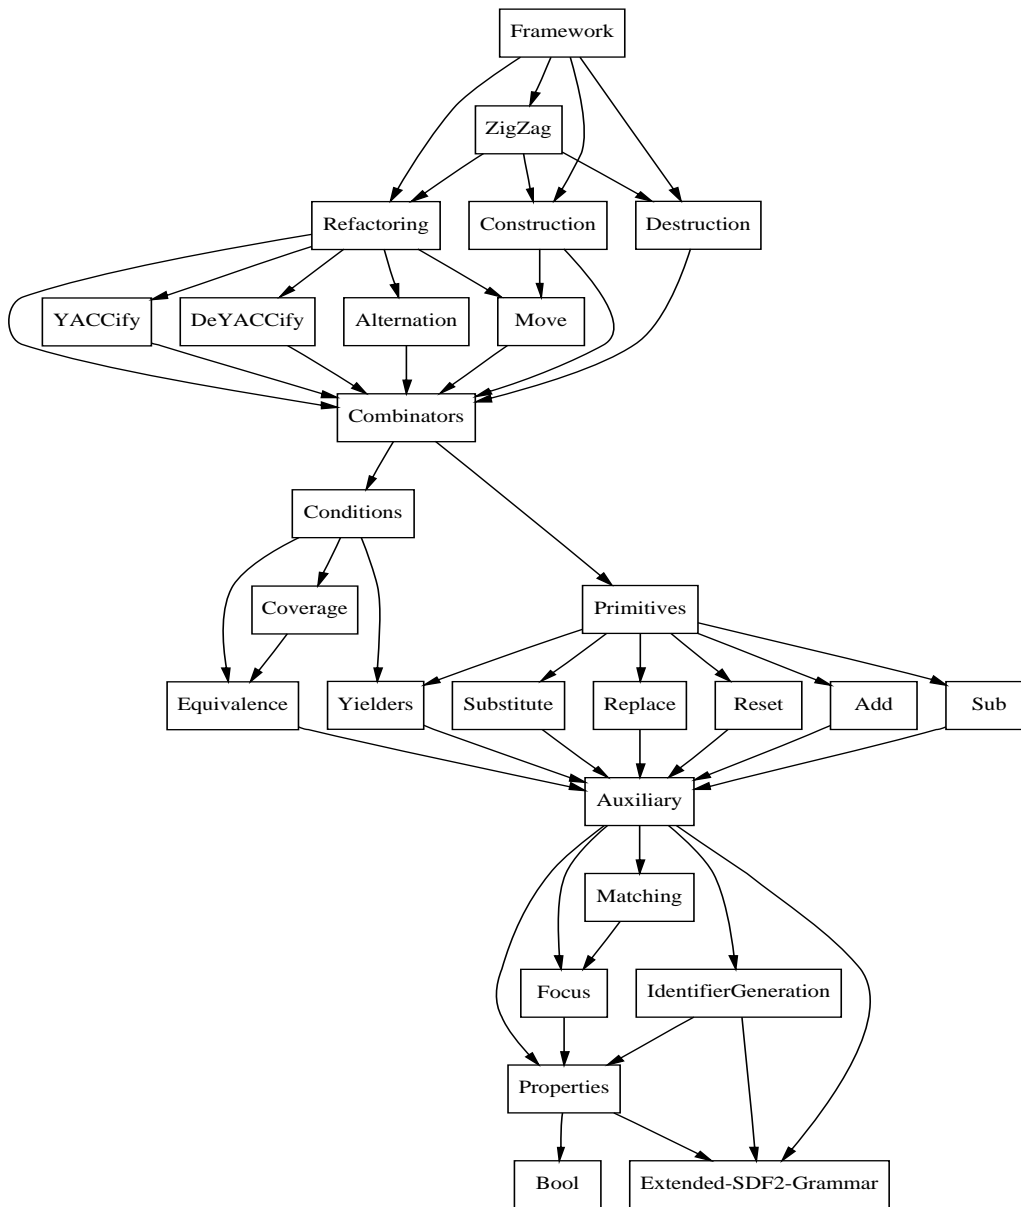 Framework
ZigZag
Refactoring
Construction
Destruction
YACCify
DeYACCify
Alternation
Move
Combinators
Conditions
Coverage
Primitives
Equivalence
Yielders
Substitute
Replace
Reset
Add
Sub
Auxiliary
Matching
Focus
IdentifierGeneration
Properties
Bool
Extended-SDF2-Grammar